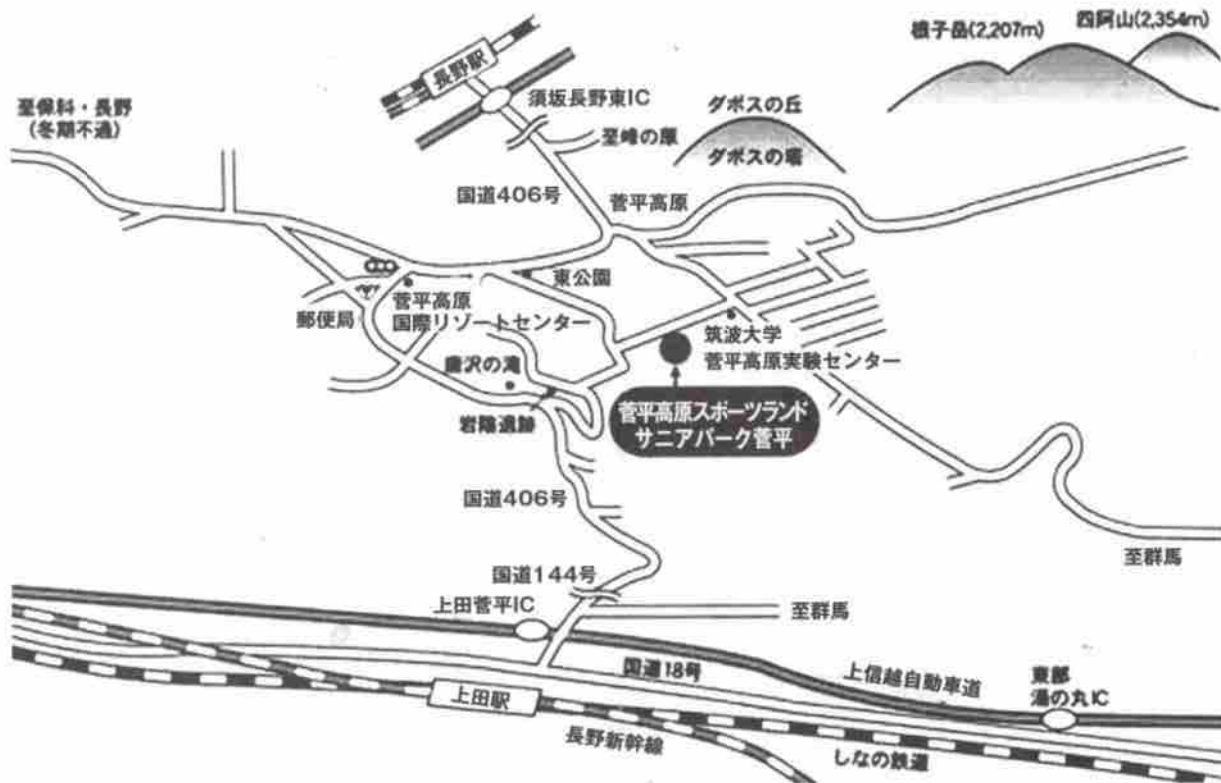 根子岳(2,207m)
四阿山(2,354m)
長野駅
須坂長野東IC
至保科・長野
(冬期不通)
至峰の原
ダボスの丘
ダボスの塔
国道406号
菅平高原
東公園
菅平高原
国際リゾートセンター
郵便局
筑波大学
菅平高原実験センター
唐沢の滝
岩陰遺跡
菅平高原スポーツランド
サニアパーク菅平
国道406号
至群馬
国道144号
上田菅平IC
至群馬
国道18号
上信越自動車道
東部
湯の丸IC
上田駅
長野新幹線
しなの鉄道